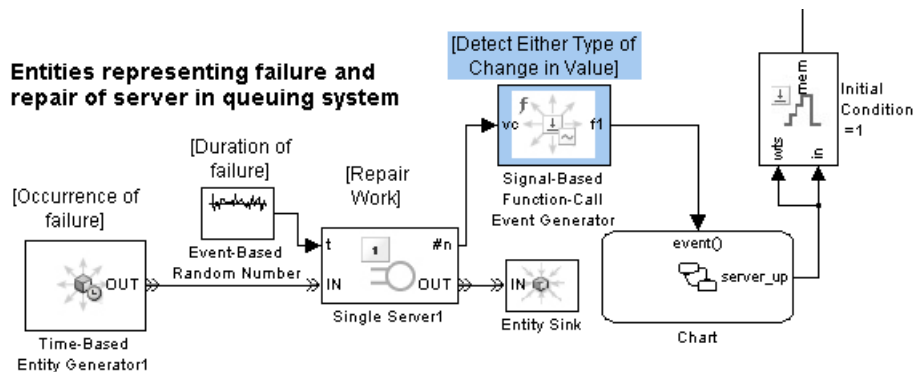 Entities representing failure and
repair of server in queuing system
[Detect Either Type of
Change in Value]
vc
f1
Signal-Based
Function-Call
Event Generator
mem
wts
in
Initial
Condition
=1
[Duration of
failure]
Event-Based
Random Number
[Repair
Work]
[Occurrence of
failure]
OUT
Time-Based
Entity Generator1
t
1
#n
IN
OUT
Single Server1
IN
Entity Sink
event()
server_up
Chart